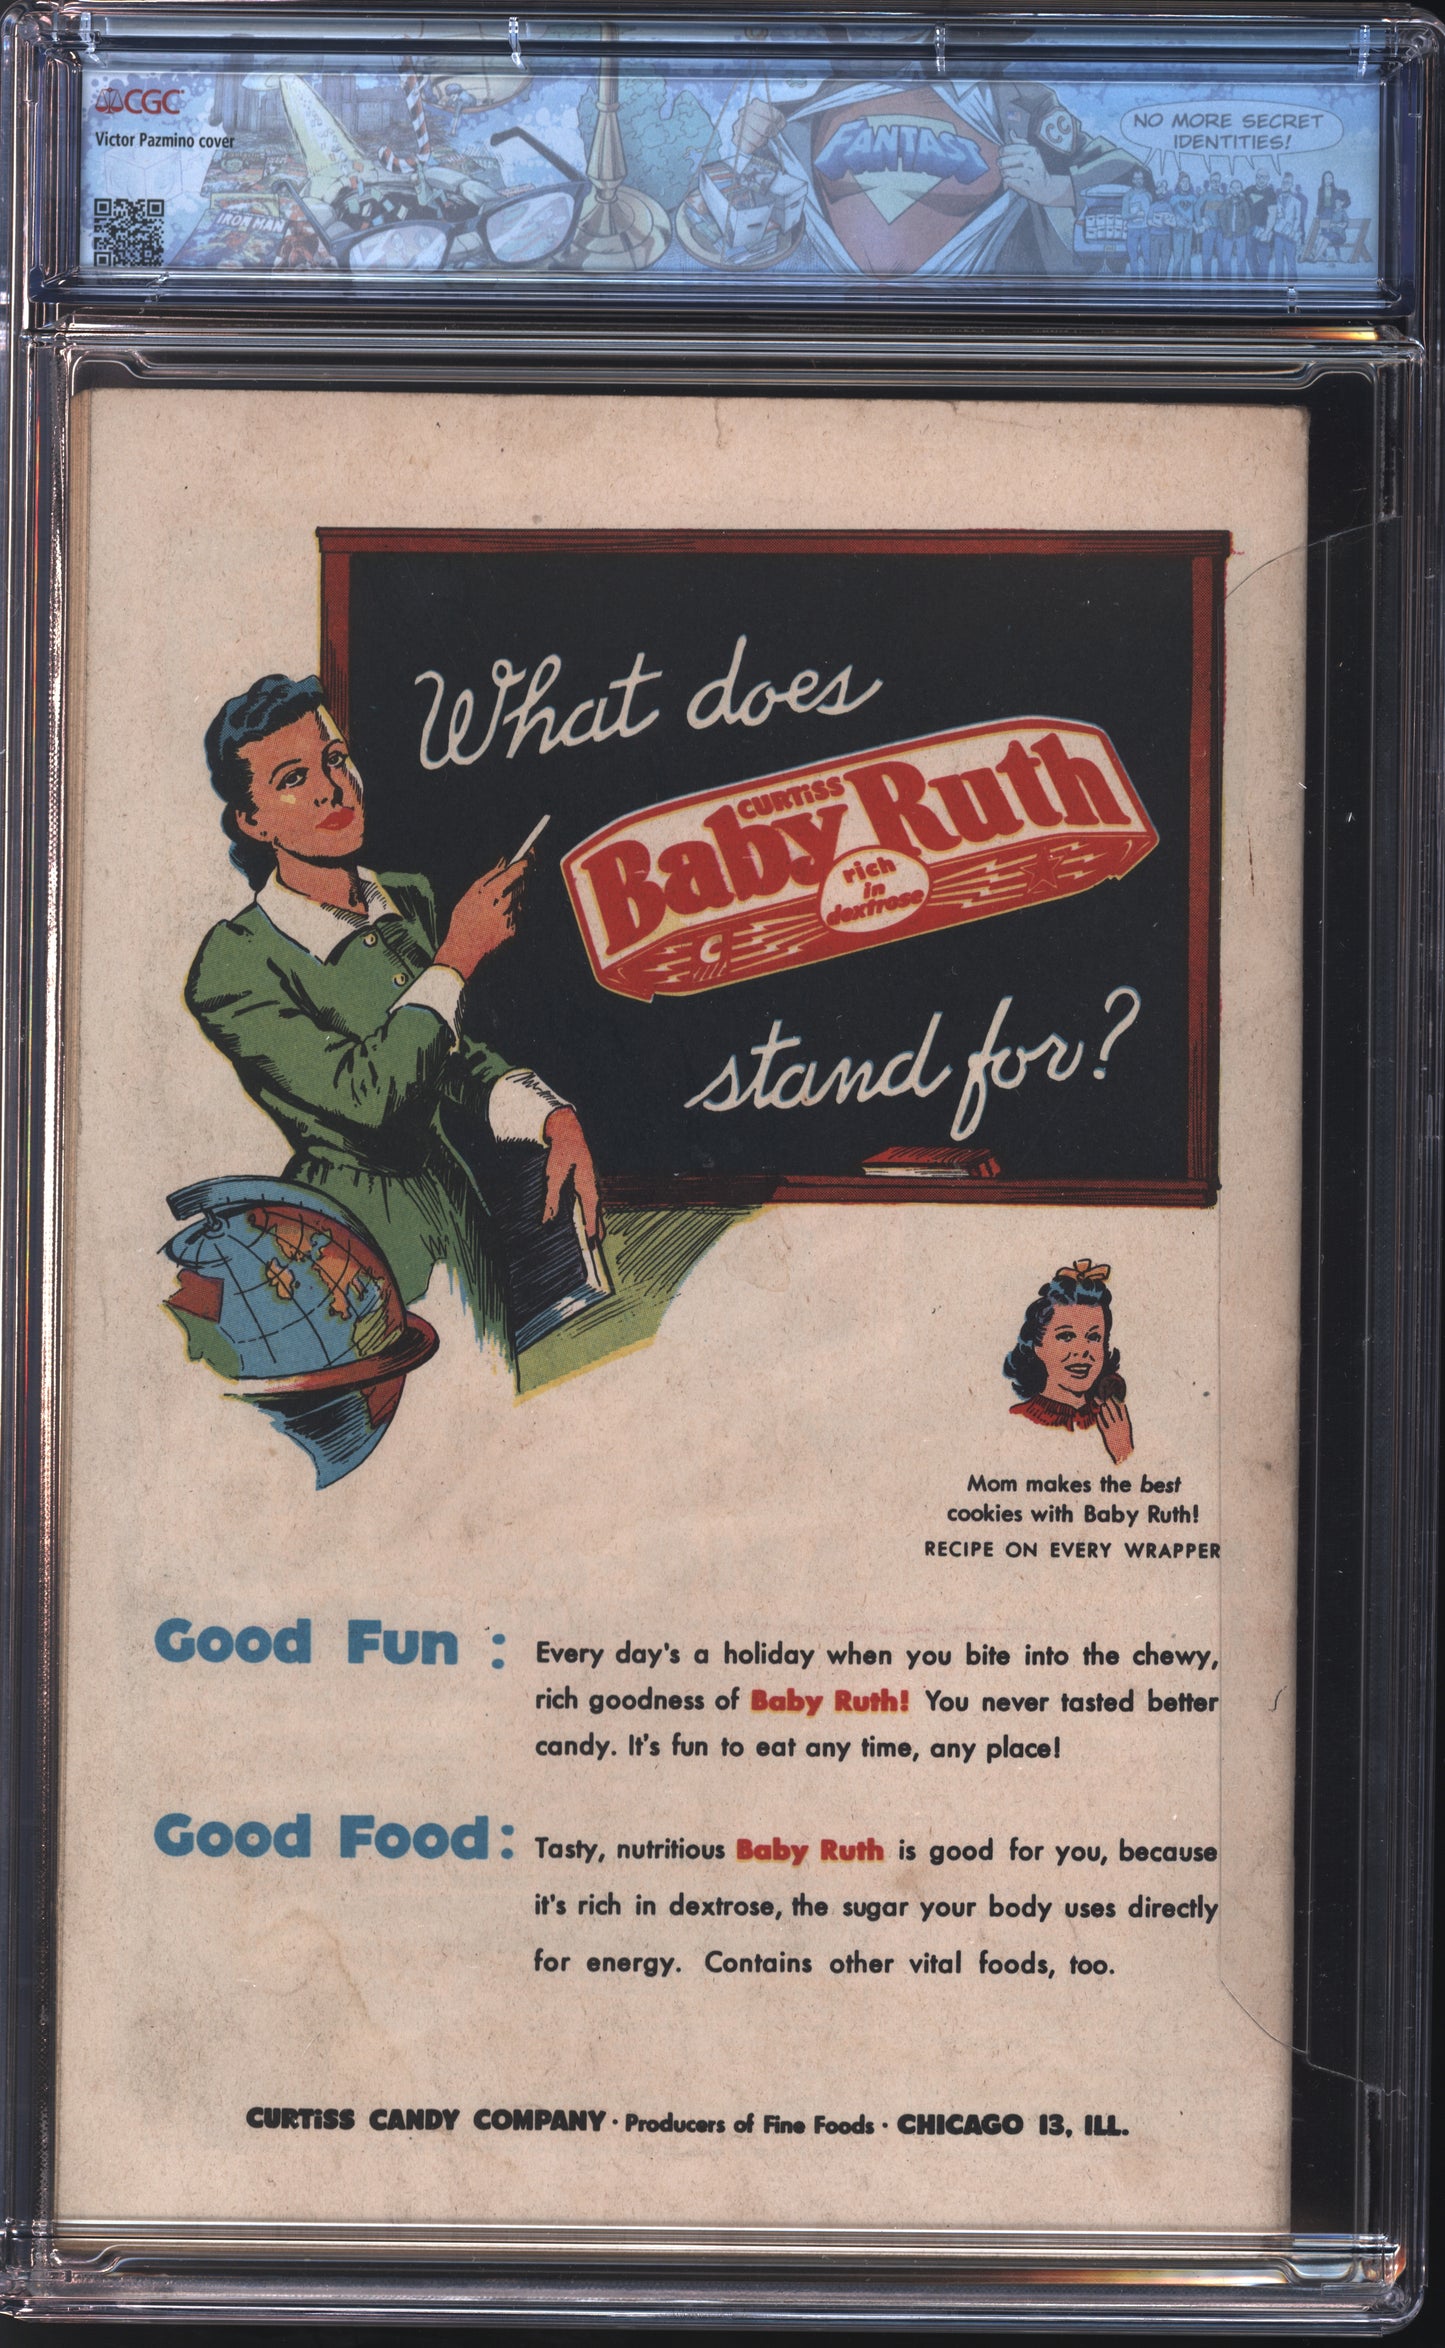 CGC
Victor Pazmino cover
IRON MAN
FANTAST
CC
NO MORE SECRET
IDENTITIES!
What does
CURTiSS
Baby Ruth
rich
in
dextrose
C
stand for?
Mom makes the best
cookies with Baby Ruth!
RECIPE ON EVERY WRAPPER
Good Fun : Every day's a holiday when you bite into the chewy,
rich goodness of Baby Ruth! You never tasted better
candy. It's fun to eat any time, any place!
Good Food: Tasty, nutritious Baby Ruth is good for you, because
it's rich in dextrose, the sugar your body uses directly
for energy. Contains other vital foods, too.
CURTiSS CANDY COMPANY · Producers of Fine Foods · CHICAGO 13, ILL.